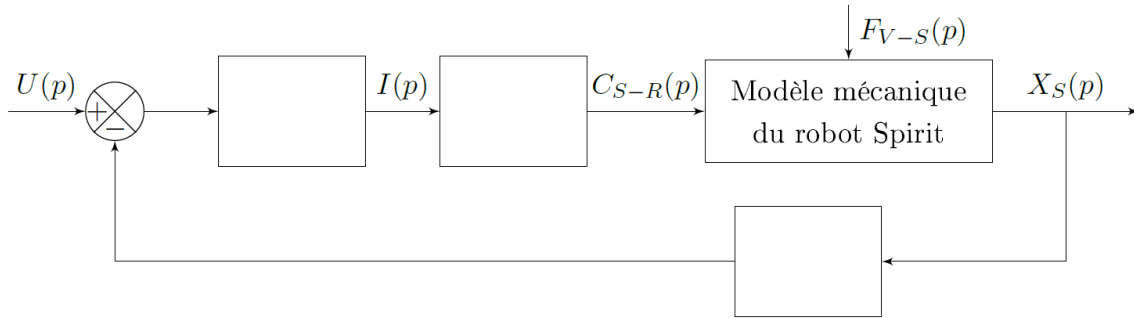 F_{V-S}(p)
U(p)
I(p)
C_{S-R}(p)
Modèle mécanique
du robot Spirit
X_S(p)
+
−